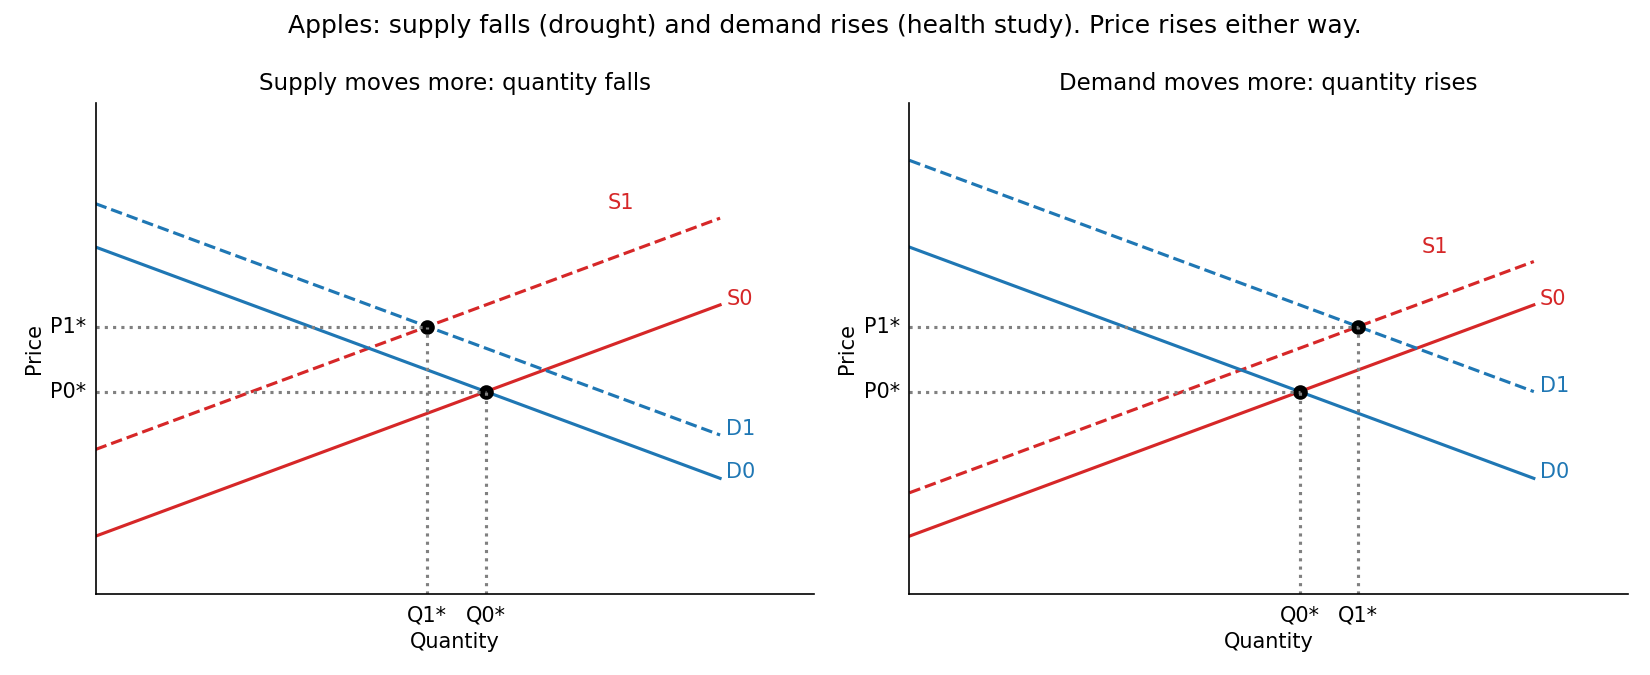 Apples: supply falls (drought) and demand rises (health study). Price rises either way.
Supply moves more: quantity falls
S1
S0
P1*
Price
P0*
D1
D0
Q1* Q0*
Quantity
Demand moves more: quantity rises
S1
S0
P1*
Price
P0*
D1
D0
Q0* Q1*
Quantity